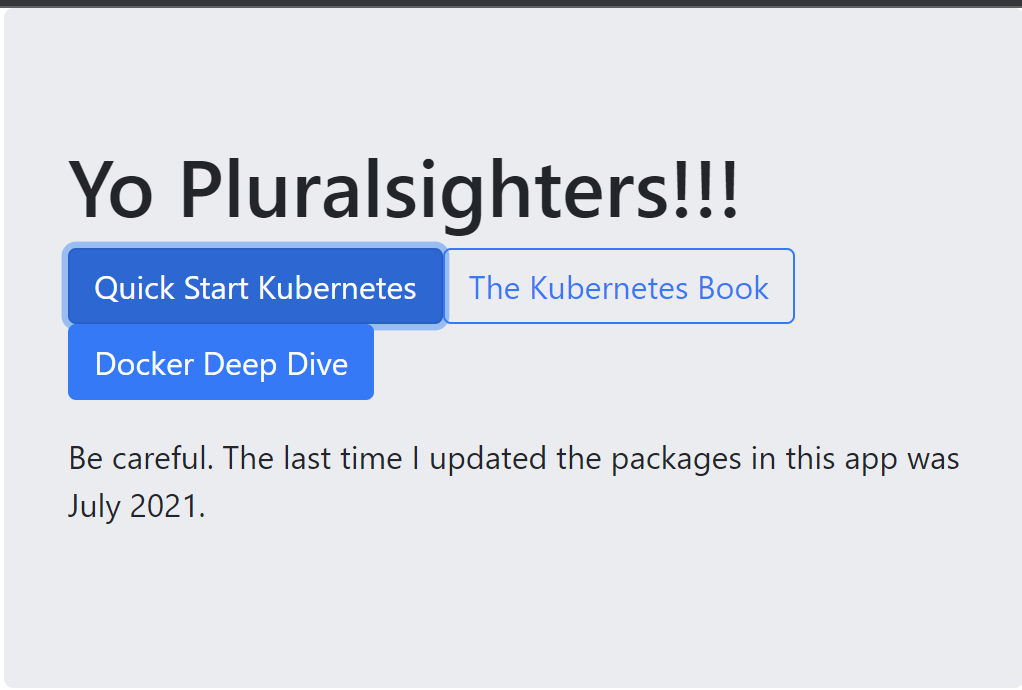 Yo Pluralsighters!!!
Quick Start Kubernetes The Kubernetes Book
Docker Deep Dive
Be careful. The last time I updated the packages in this app was
July 2021.